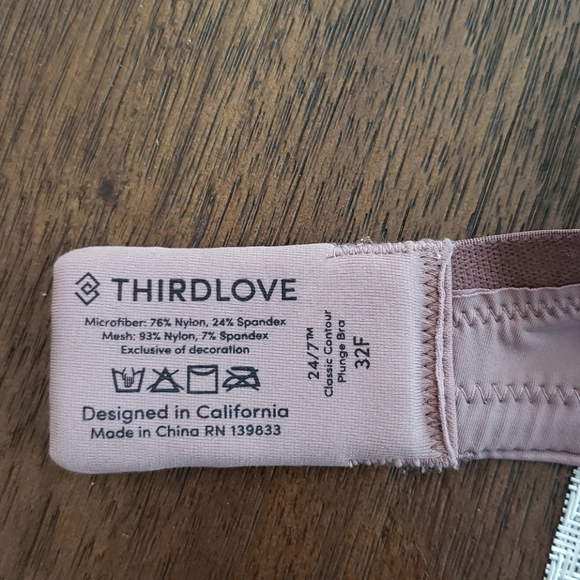 THIRDLOVE
Microfiber: 76% Nylon, 24% Spandex
Mesh: 93% Nylon, 7% Spandex
Exclusive of decoration
Designed in California
Made in China RN 139833
24/7™
Classic Contour
Plunge Bra
32F